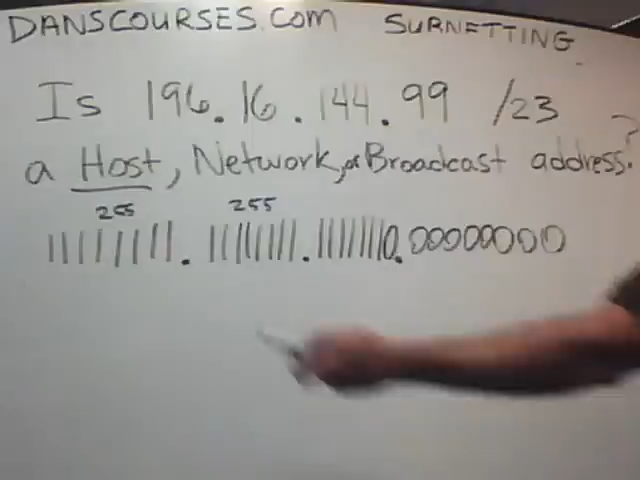 DANSCOURSES.COM SUBNETTING
Is 196.16.144.99 /23 ?
a Host, Network, or Broadcast address.
255 255
11111111.11111111.11111110.00000000